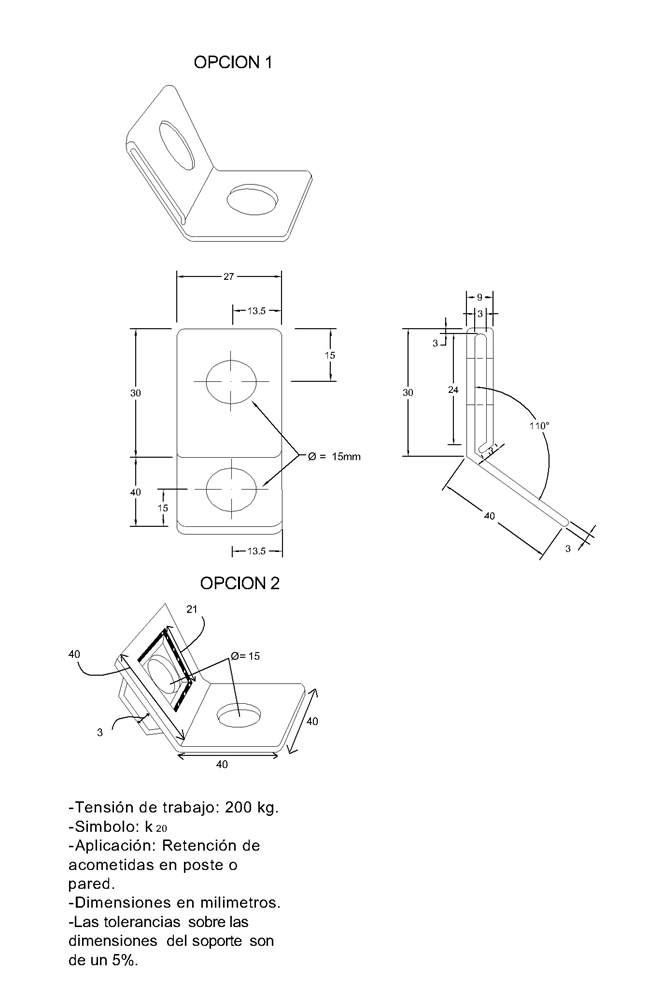 OPCION 1
27
13.5
15
30
Ø = 15mm
40
15
13.5
9
3
3
30
24
110°
3
40
3
OPCION 2
21
40
Ø= 15
3
40
40
-Tensión de trabajo: 200 kg.
-Simbolo: k 20
-Aplicación: Retención de
acometidas en poste o
pared.
-Dimensiones en milimetros.
-Las tolerancias sobre las
dimensiones del soporte son
de un 5%.